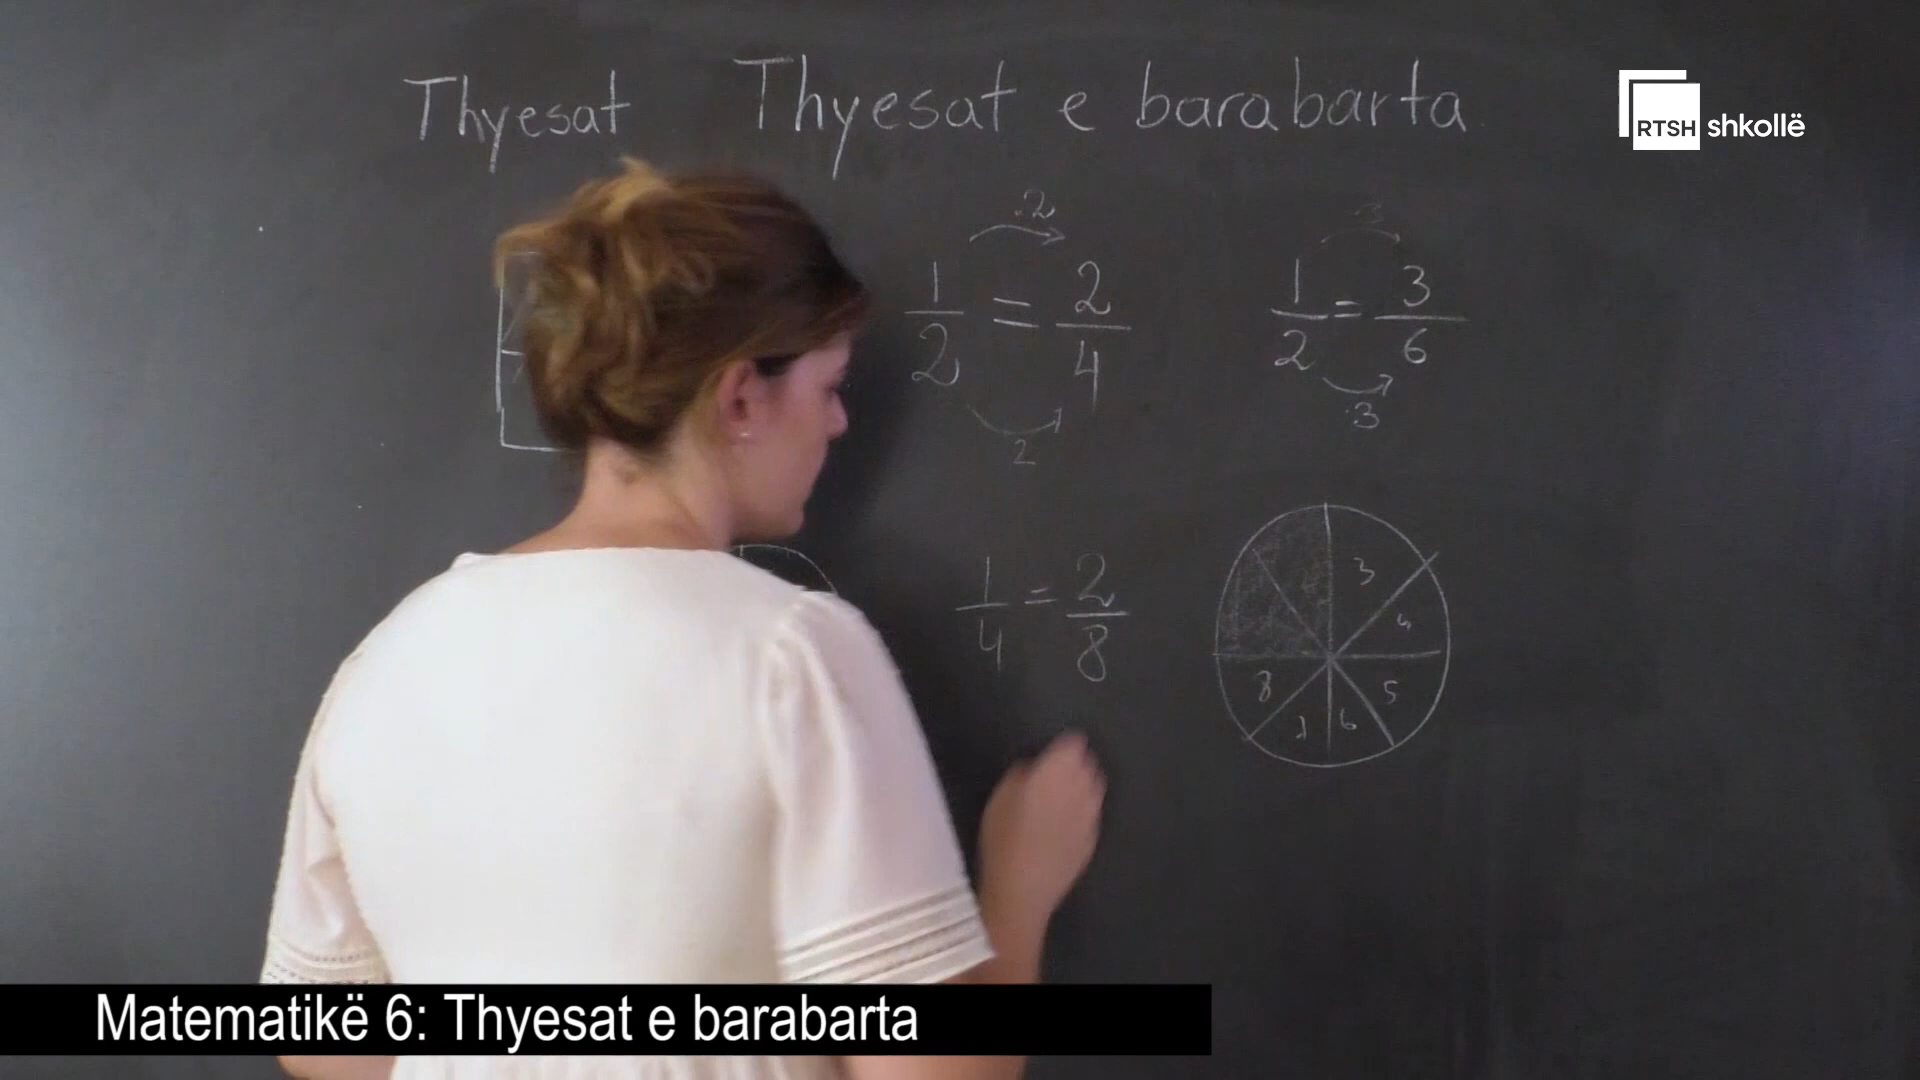 Thyesat Thyesat e barabarta
RTSH shkollë
.2 3
1/2 = 2/4 1/2 = 3/6
2 .3
1/4 = 2/8
3
4
8 5
7 6
Matematikë 6: Thyesat e barabarta